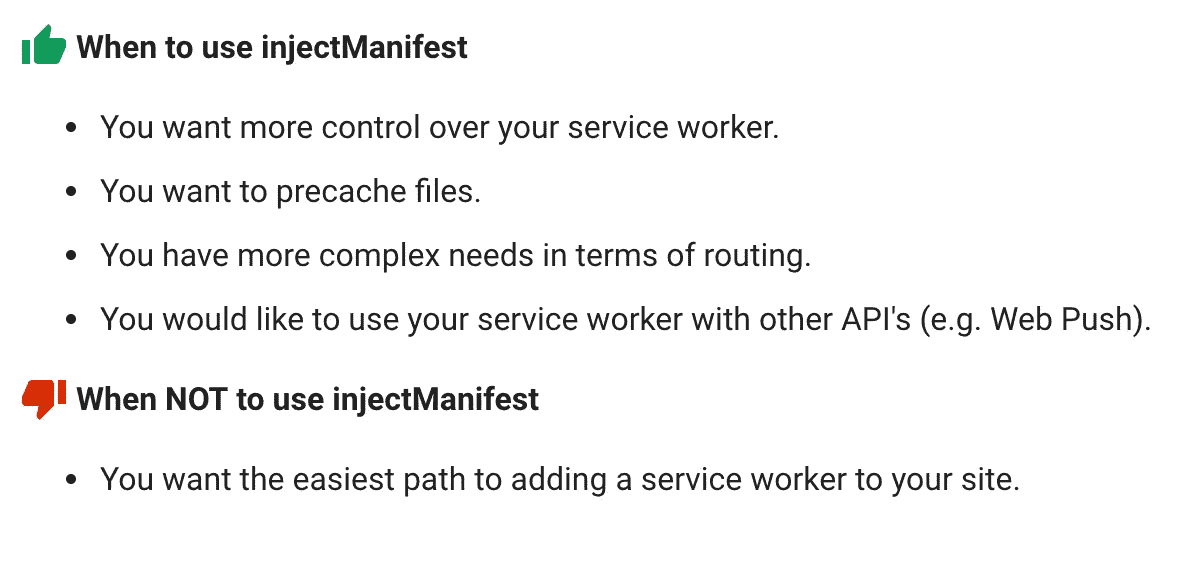 When to use injectManifest
You want more control over your service worker.
You want to precache files.
You have more complex needs in terms of routing.
You would like to use your service worker with other API's (e.g. Web Push).
When NOT to use injectManifest
You want the easiest path to adding a service worker to your site.